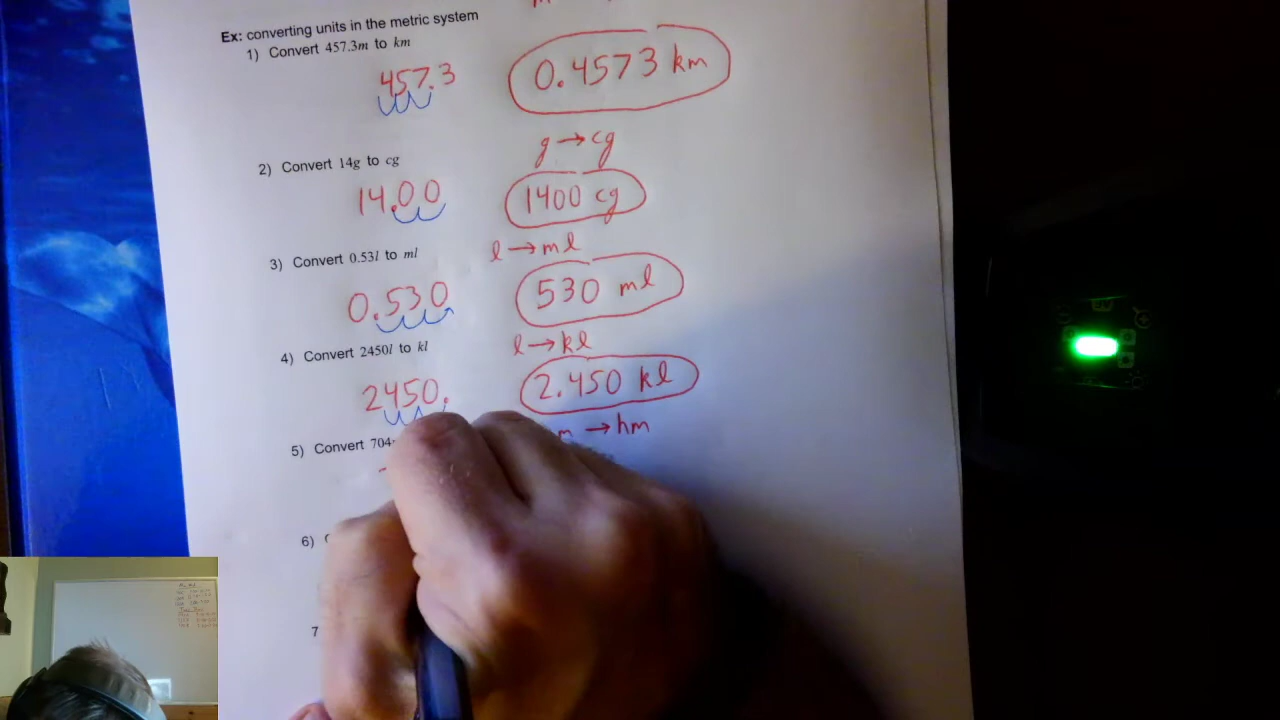 Ex: converting units in the metric system
1) Convert 457.3m to km
457.3
0.4573 km
g → cg
2) Convert 14g to cg
14.00
1400 cg
l → ml
3) Convert 0.53l to ml
0.530
530 ml
l → kl
4) Convert 2450l to kl
2450.
2.450 kl
m → hm
5) Convert 704
6)
7